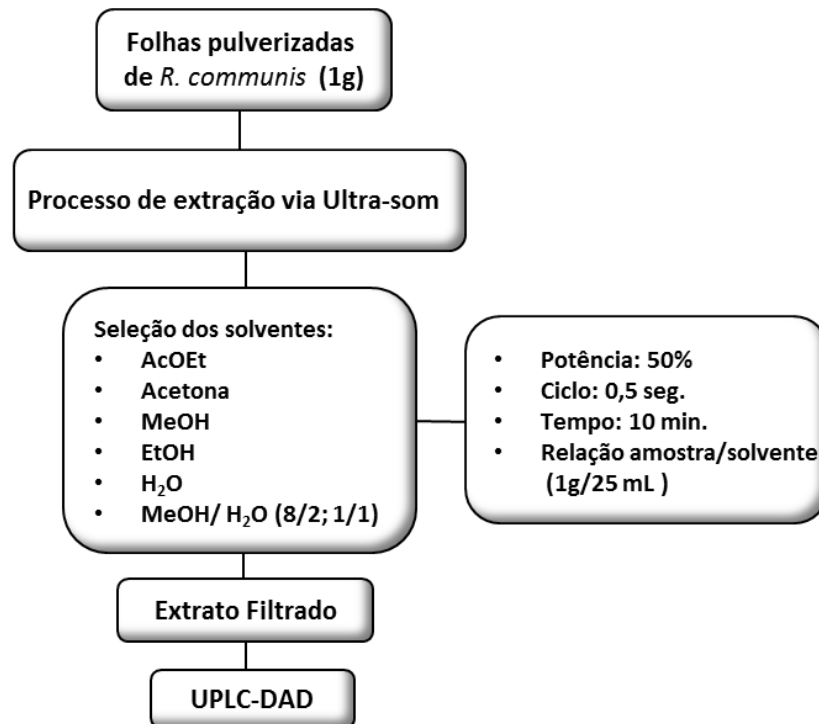 Folhas pulverizadas
de R. communis (1g)
Processo de extração via Ultra-som
Seleção dos solventes:
• AcOEt
• Acetona
• MeOH
• EtOH
• H₂O
• MeOH/ H₂O (8/2; 1/1)
• Potência: 50%
• Ciclo: 0,5 seg.
• Tempo: 10 min.
• Relação amostra/solvente
(1g/25 mL )
Extrato Filtrado
UPLC-DAD